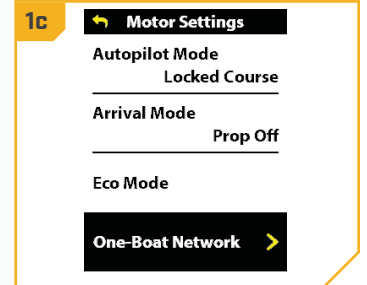 1c
Motor Settings
Autopilot Mode
Locked Course
Arrival Mode
Prop Off
Eco Mode
One-Boat Network